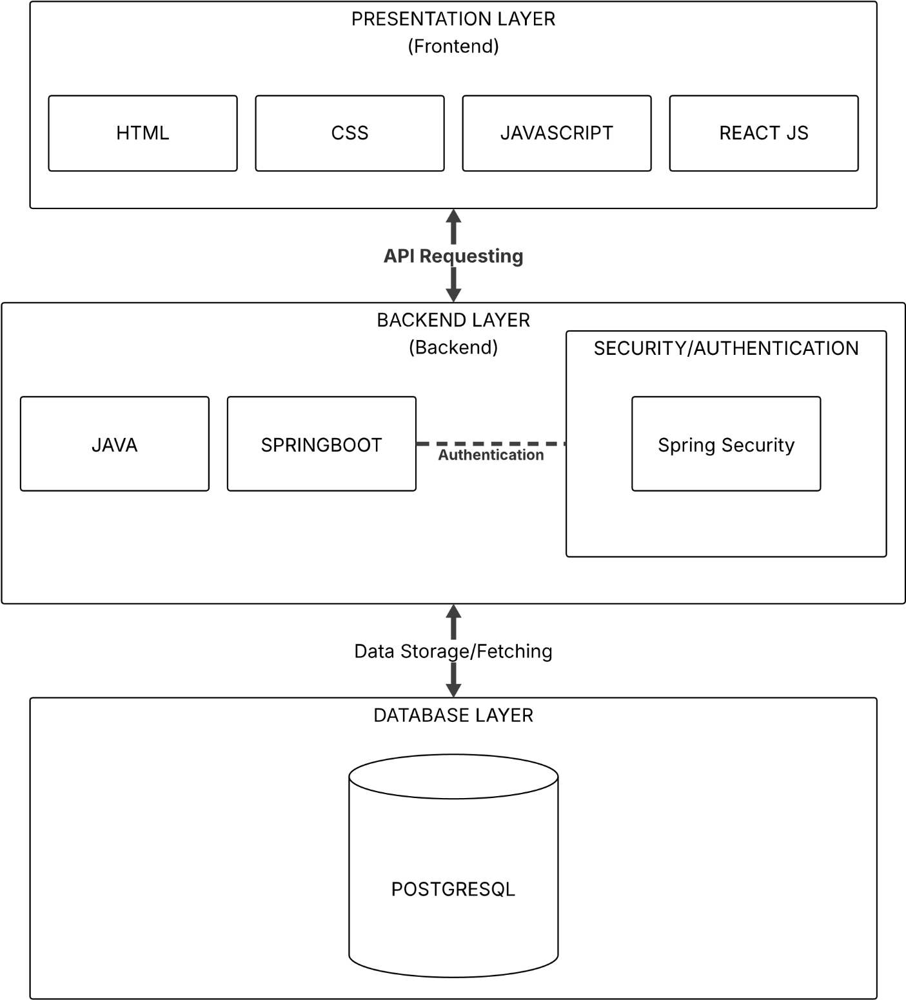 PRESENTATION LAYER
(Frontend)
HTML
CSS
JAVASCRIPT
REACT JS
API Requesting
BACKEND LAYER
(Backend)
SECURITY/AUTHENTICATION
JAVA
SPRINGBOOT
Authentication
Spring Security
Data Storage/Fetching
DATABASE LAYER
POSTGRESQL